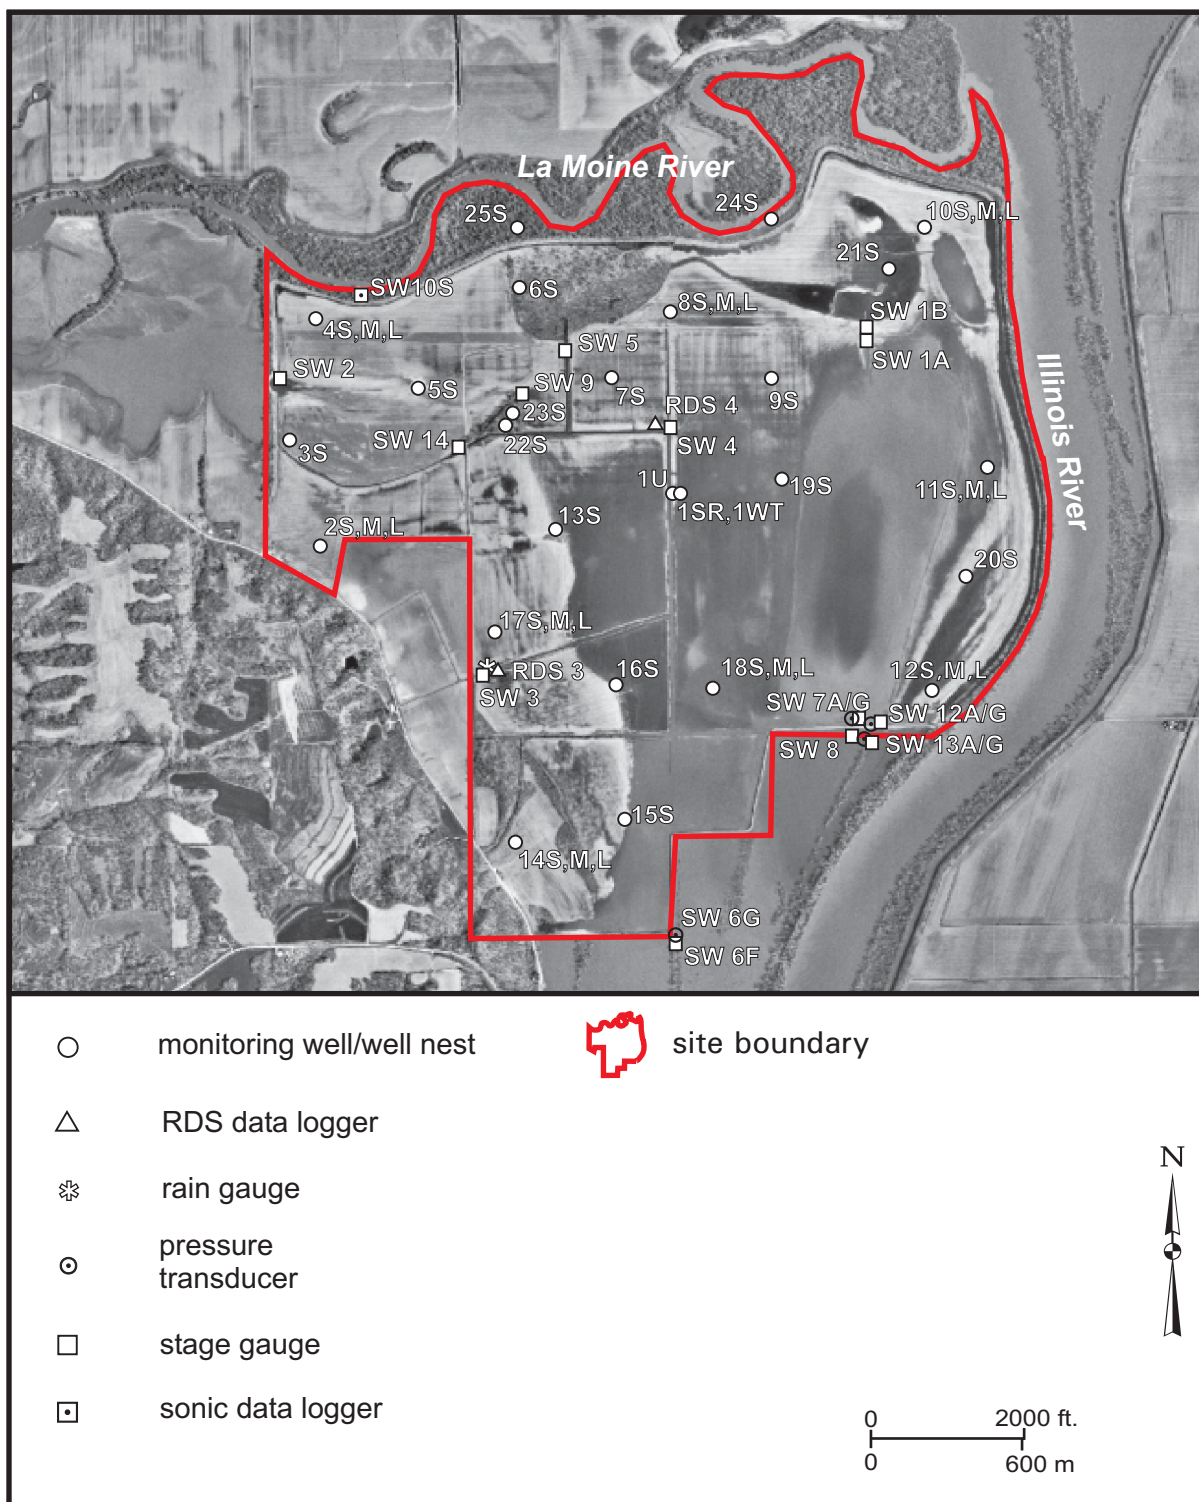 La Moine River
25S
24S
10S,M,L
21S
SW10S
6S
8S,M,L
4S,M,L
SW 1B
SW 5
SW 1A
SW 2
SW 9
7S
9S
5S
RDS 4
23S
SW 14
22S
SW 4
3S
Illinois River
1U
19S
11S,M,L
1SR,1WT
13S
2S,M,L
20S
17S,M,L
RDS 3
16S
18S,M,L
12S,M,L
SW 3
SW 7A/G
SW 12A/G
SW 8
SW 13A/G
15S
14S,M,L
SW 6G
SW 6F
monitoring well/well nest
site boundary
RDS data logger
rain gauge
N
pressure
transducer
stage gauge
sonic data logger
0 2000 ft.
0 600 m